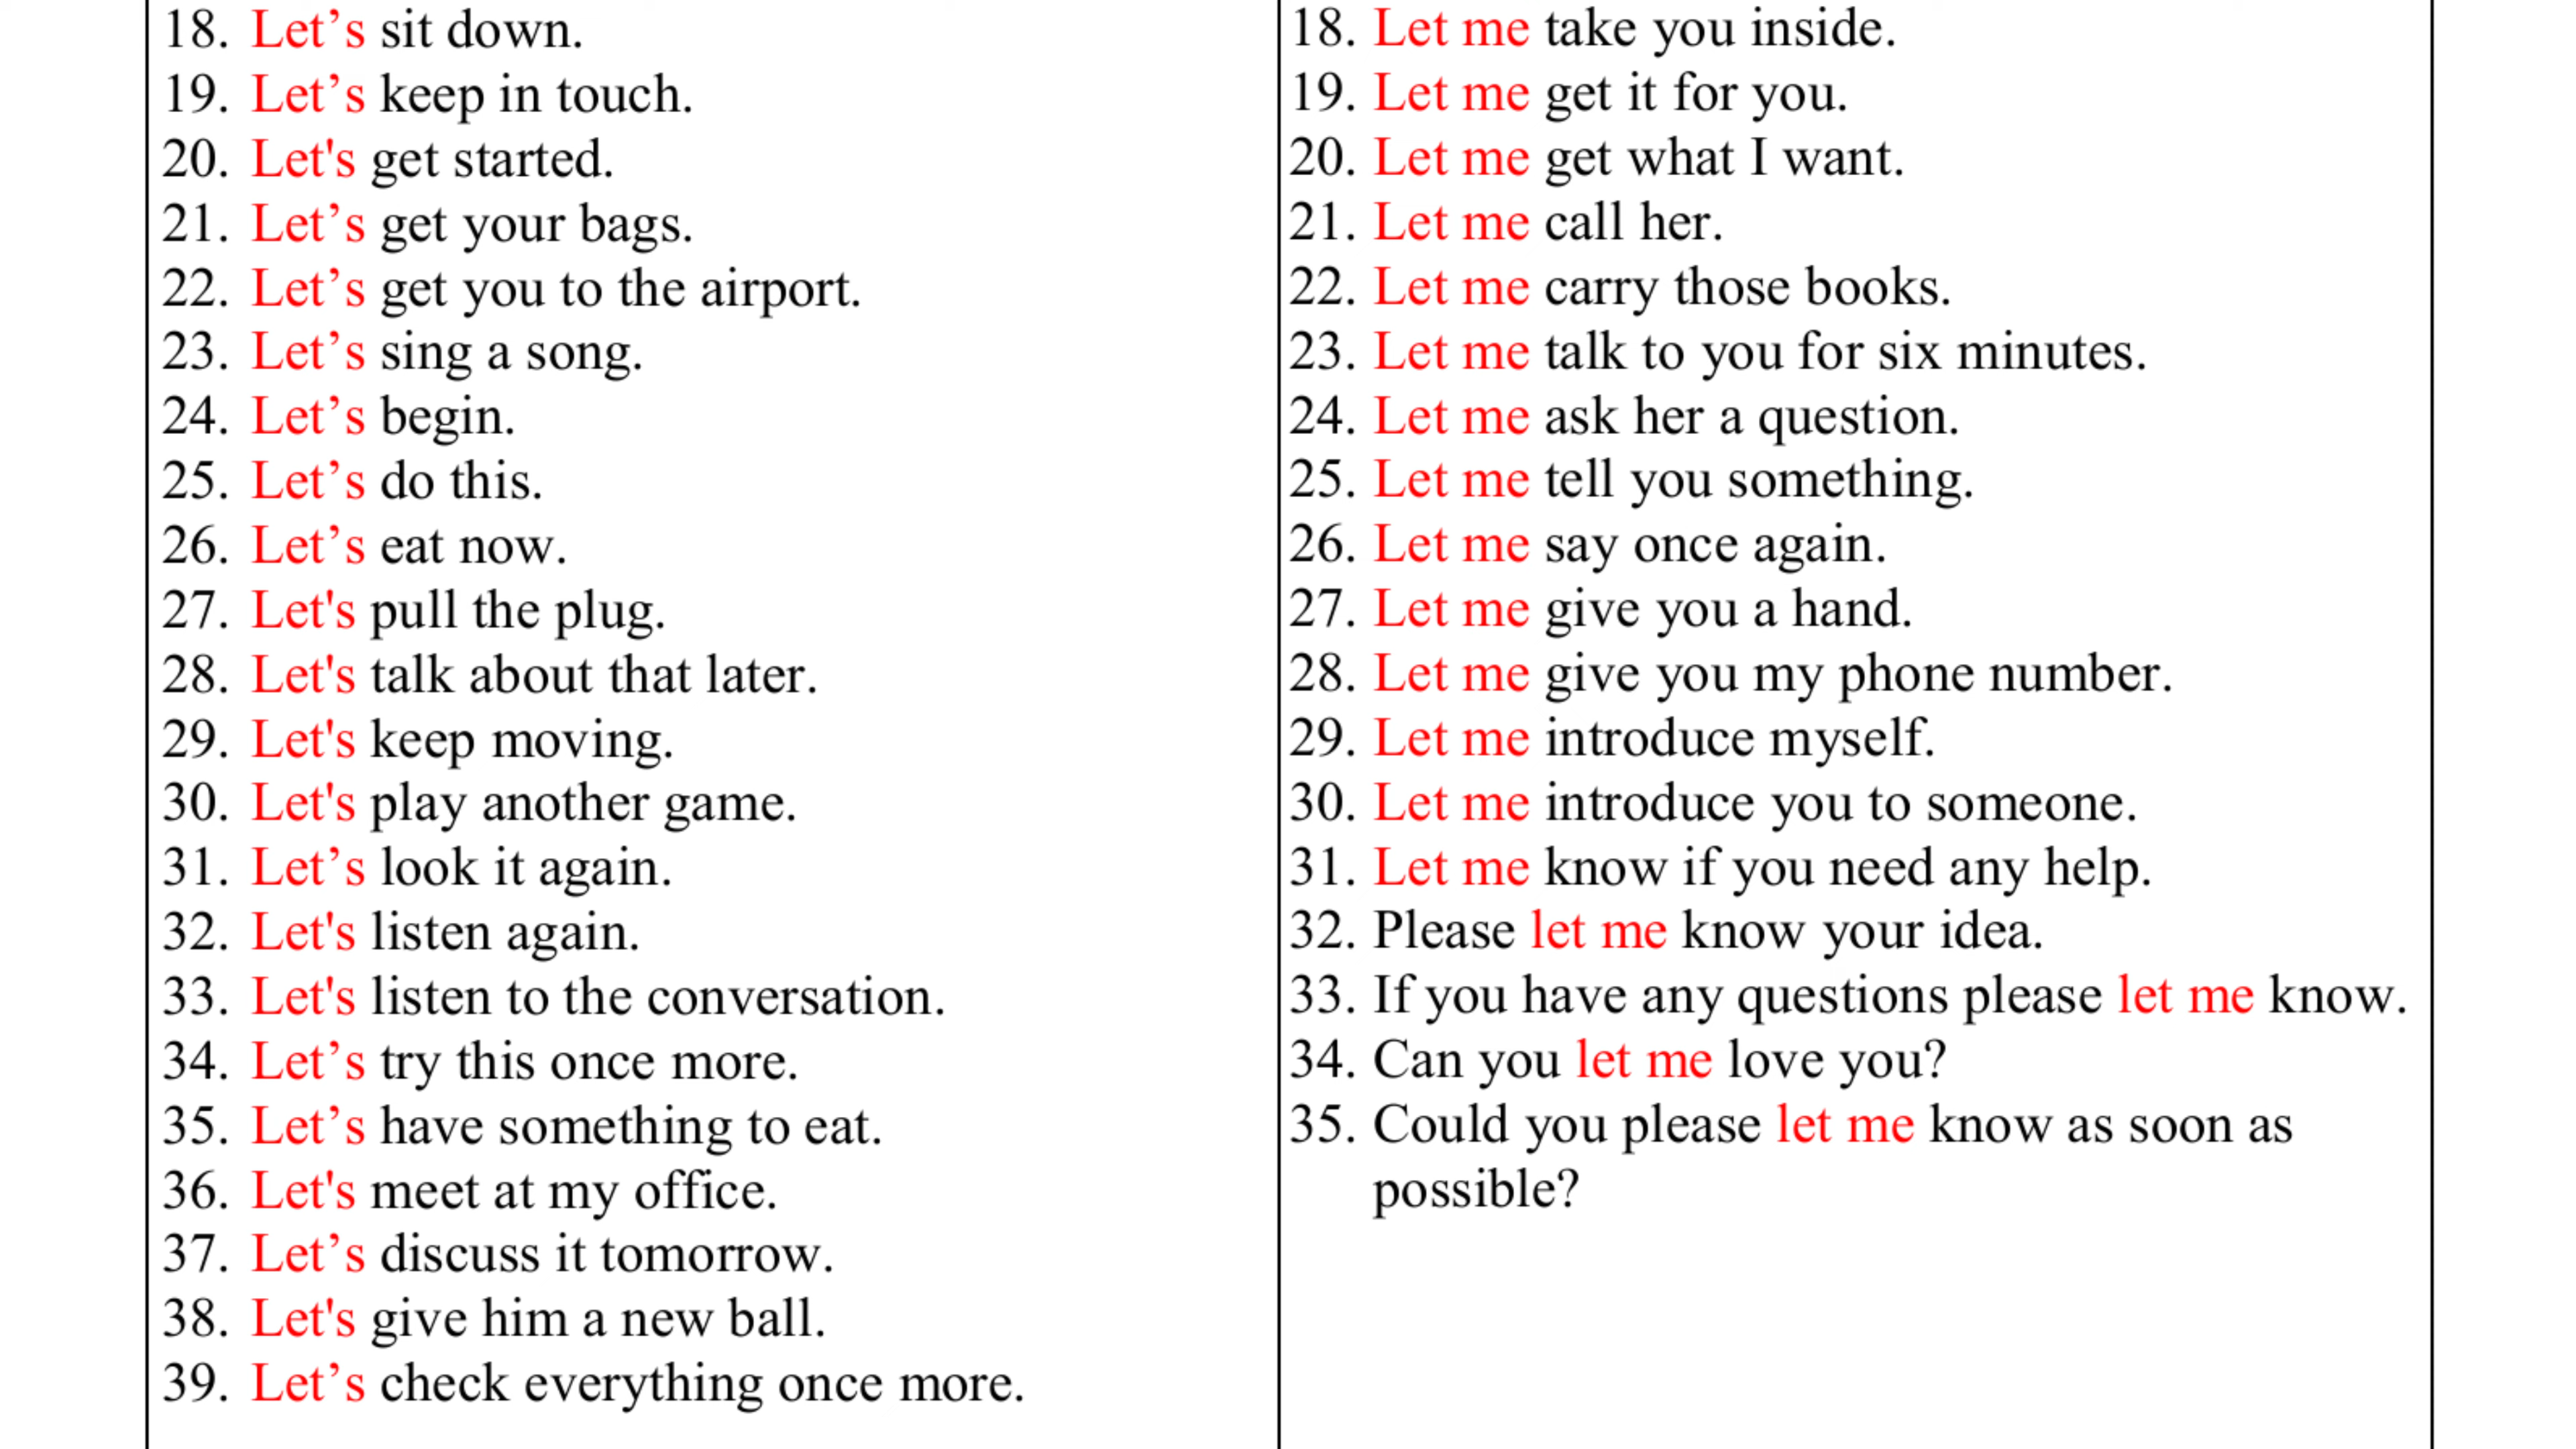 18. Let’s sit down.
19. Let’s keep in touch.
20. Let's get started.
21. Let’s get your bags.
22. Let’s get you to the airport.
23. Let’s sing a song.
24. Let’s begin.
25. Let’s do this.
26. Let’s eat now.
27. Let's pull the plug.
28. Let's talk about that later.
29. Let's keep moving.
30. Let's play another game.
31. Let’s look it again.
32. Let's listen again.
33. Let's listen to the conversation.
34. Let’s try this once more.
35. Let’s have something to eat.
36. Let's meet at my office.
37. Let’s discuss it tomorrow.
38. Let's give him a new ball.
39. Let’s check everything once more.
18. Let me take you inside.
19. Let me get it for you.
20. Let me get what I want.
21. Let me call her.
22. Let me carry those books.
23. Let me talk to you for six minutes.
24. Let me ask her a question.
25. Let me tell you something.
26. Let me say once again.
27. Let me give you a hand.
28. Let me give you my phone number.
29. Let me introduce myself.
30. Let me introduce you to someone.
31. Let me know if you need any help.
32. Please let me know your idea.
33. If you have any questions please let me know.
34. Can you let me love you?
35. Could you please let me know as soon as
possible?